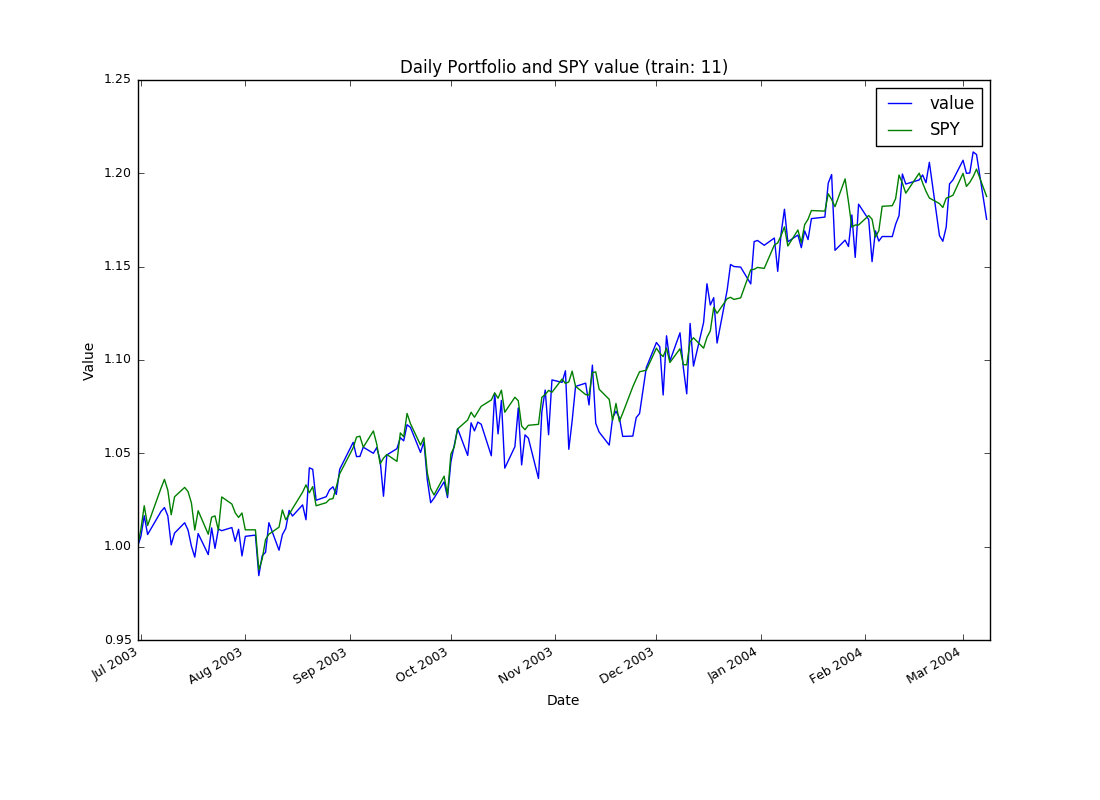 Daily Portfolio and SPY value (train: 11)
1.25
value
SPY
1.20
1.15
1.10
Value
1.05
1.00
0.95
Jul 2003
Aug 2003
Sep 2003
Oct 2003
Nov 2003
Dec 2003
Jan 2004
Feb 2004
Mar 2004
Date